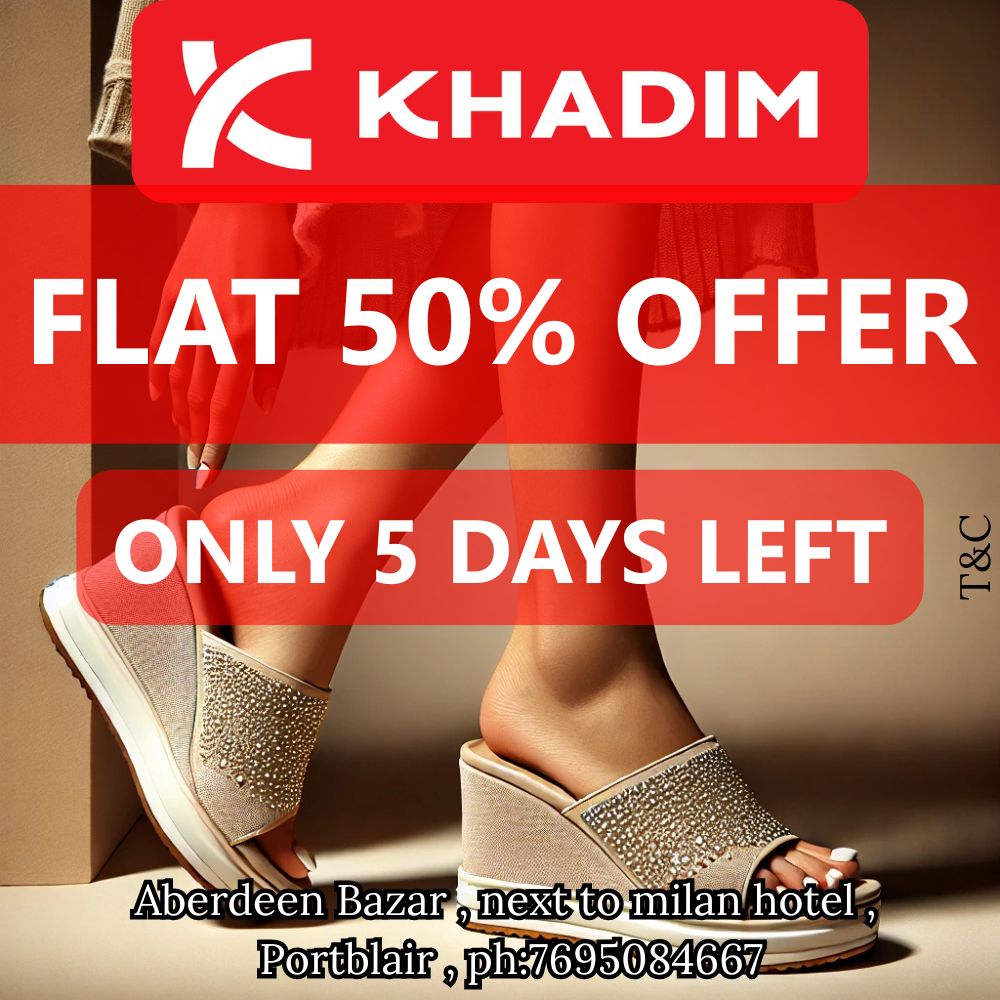 KHADIM
FLAT 50% OFFER
ONLY 5 DAYS LEFT
T&C
Aberdeen Bazar , next to milan hotel ,
Portblair , ph:7695084667